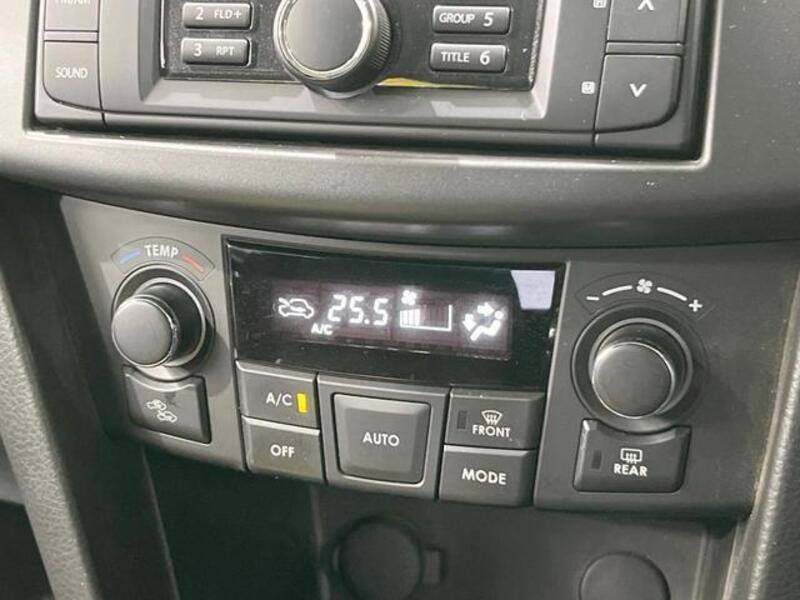 2 FLD+
3 RPT
SOUND
GROUP 5
TITLE 6
TEMP
25.5
A/C
- +
A/C
OFF
AUTO
FRONT
MODE
REAR